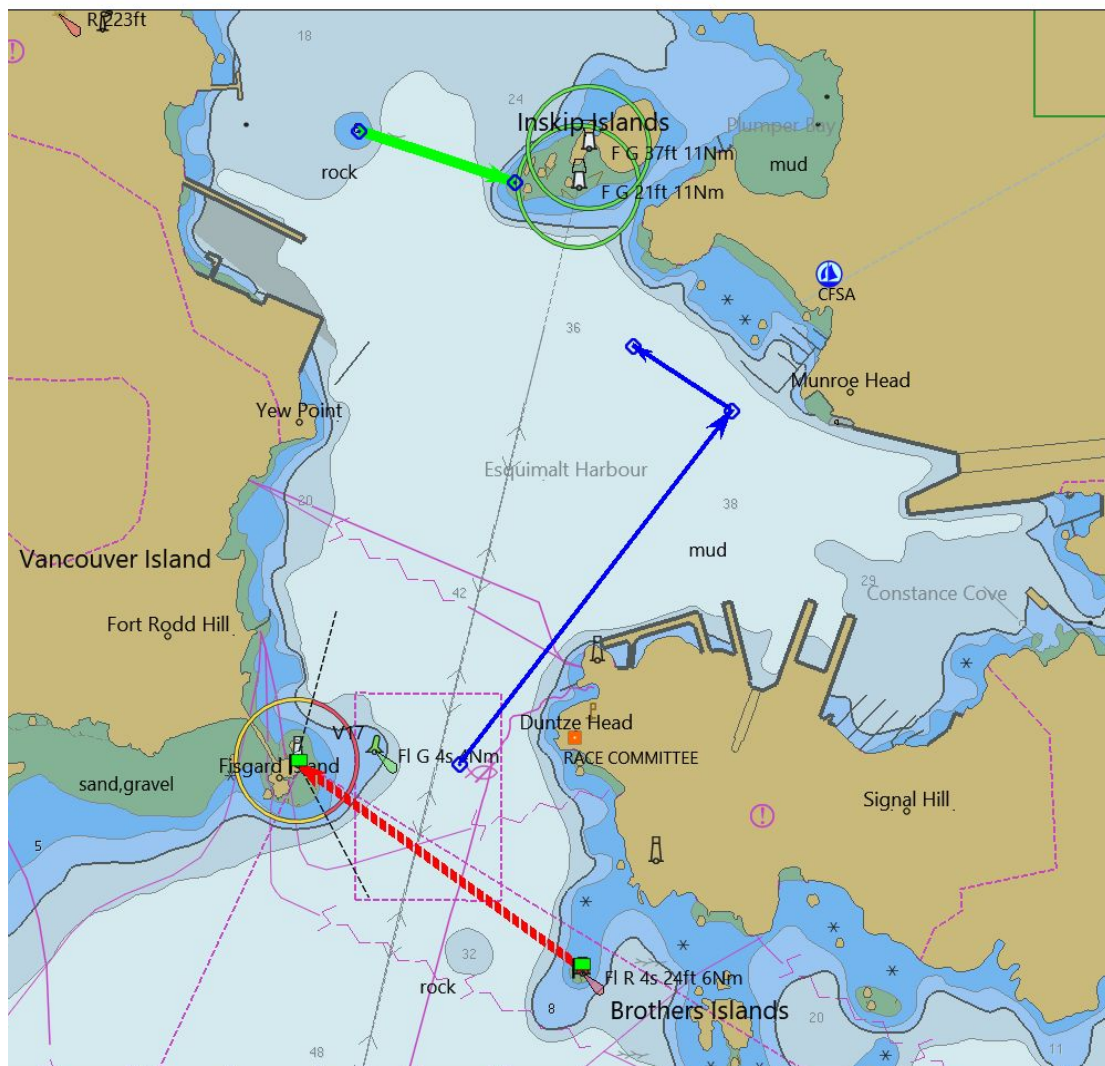 R 223ft
18
24
Inskip Islands
Plumper Bay
F G 37ft 11Nm
mud
rock
F G 21ft 11Nm
CFSA
36
Munroe Head
Yew Point
4
Esquimalt Harbour
20
38
mud
Vancouver Island
29
42
Constance Cove
Fort Rodd Hill
Duntze Head
V17
Fl G 4s 4Nm
RACE COMMITTEE
Fisgard Island
sand,gravel
Signal Hill
5
32
Fl R 4s 24ft 6Nm
rock
8
Brothers Islands
20
48
11